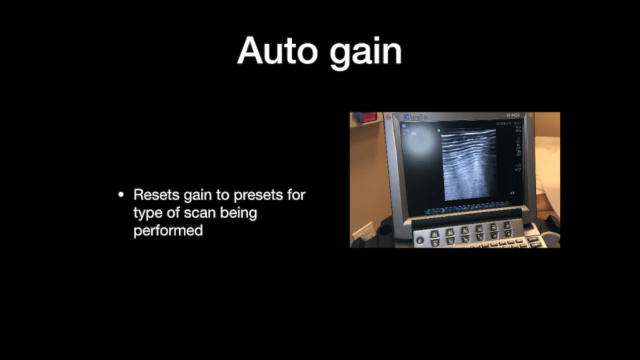 Auto gain
• Resets gain to presets for
type of scan being
performed